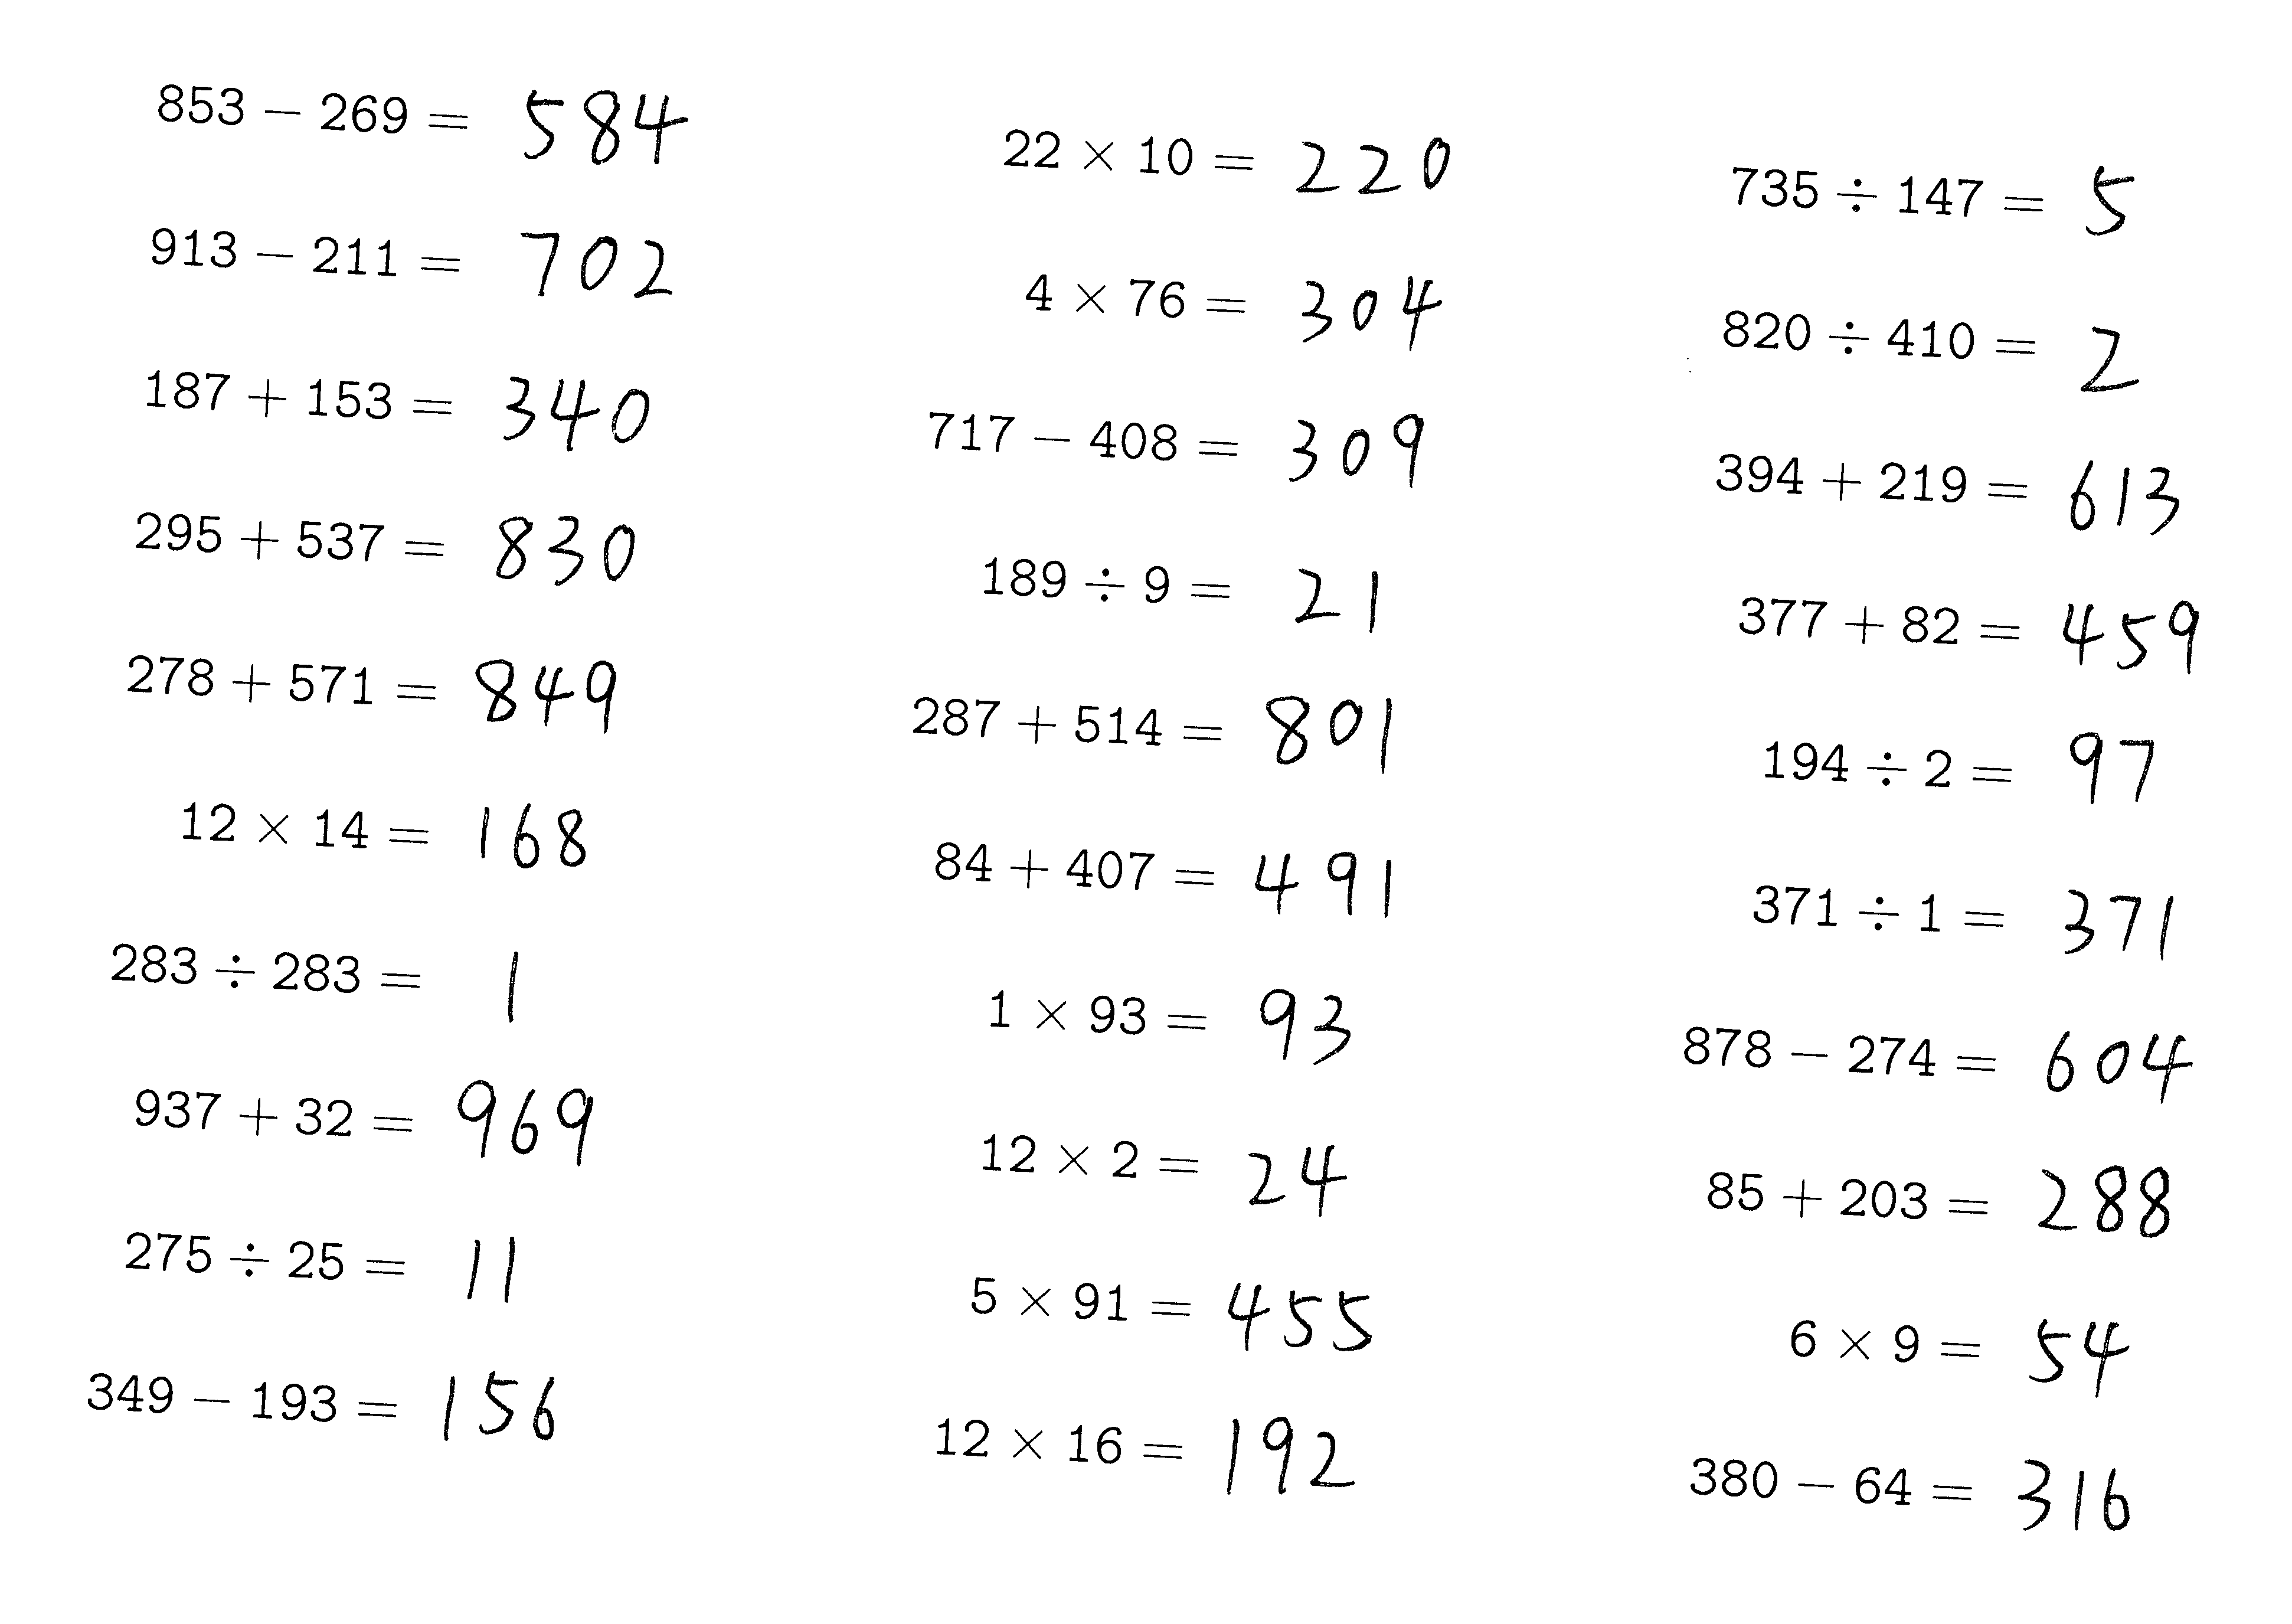 853 − 269 = 584
913 − 211 = 702
187 + 153 = 340
295 + 537 = 830
278 + 571 = 849
12 × 14 = 168
283 ÷ 283 = 1
937 + 32 = 969
275 ÷ 25 = 11
349 − 193 = 156
22 × 10 = 220
4 × 76 = 304
717 − 408 = 309
189 ÷ 9 = 21
287 + 514 = 801
84 + 407 = 491
1 × 93 = 93
12 × 2 = 24
5 × 91 = 455
12 × 16 = 192
735 ÷ 147 = 5
820 ÷ 410 = 2
394 + 219 = 613
377 + 82 = 459
194 ÷ 2 = 97
371 ÷ 1 = 371
878 − 274 = 604
85 + 203 = 288
6 × 9 = 54
380 − 64 = 316